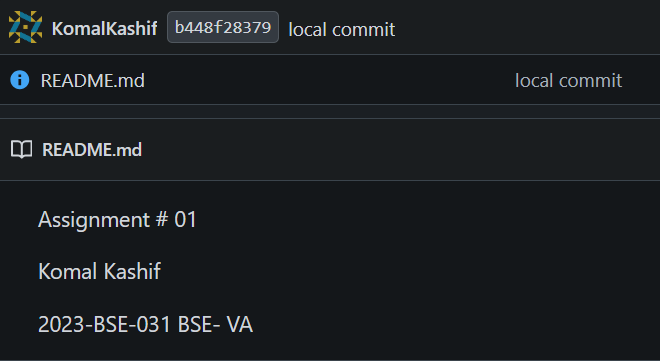 KomalKashif b448f28379 local commit
README.md local commit
README.md
Assignment # 01
Komal Kashif
2023-BSE-031 BSE- VA